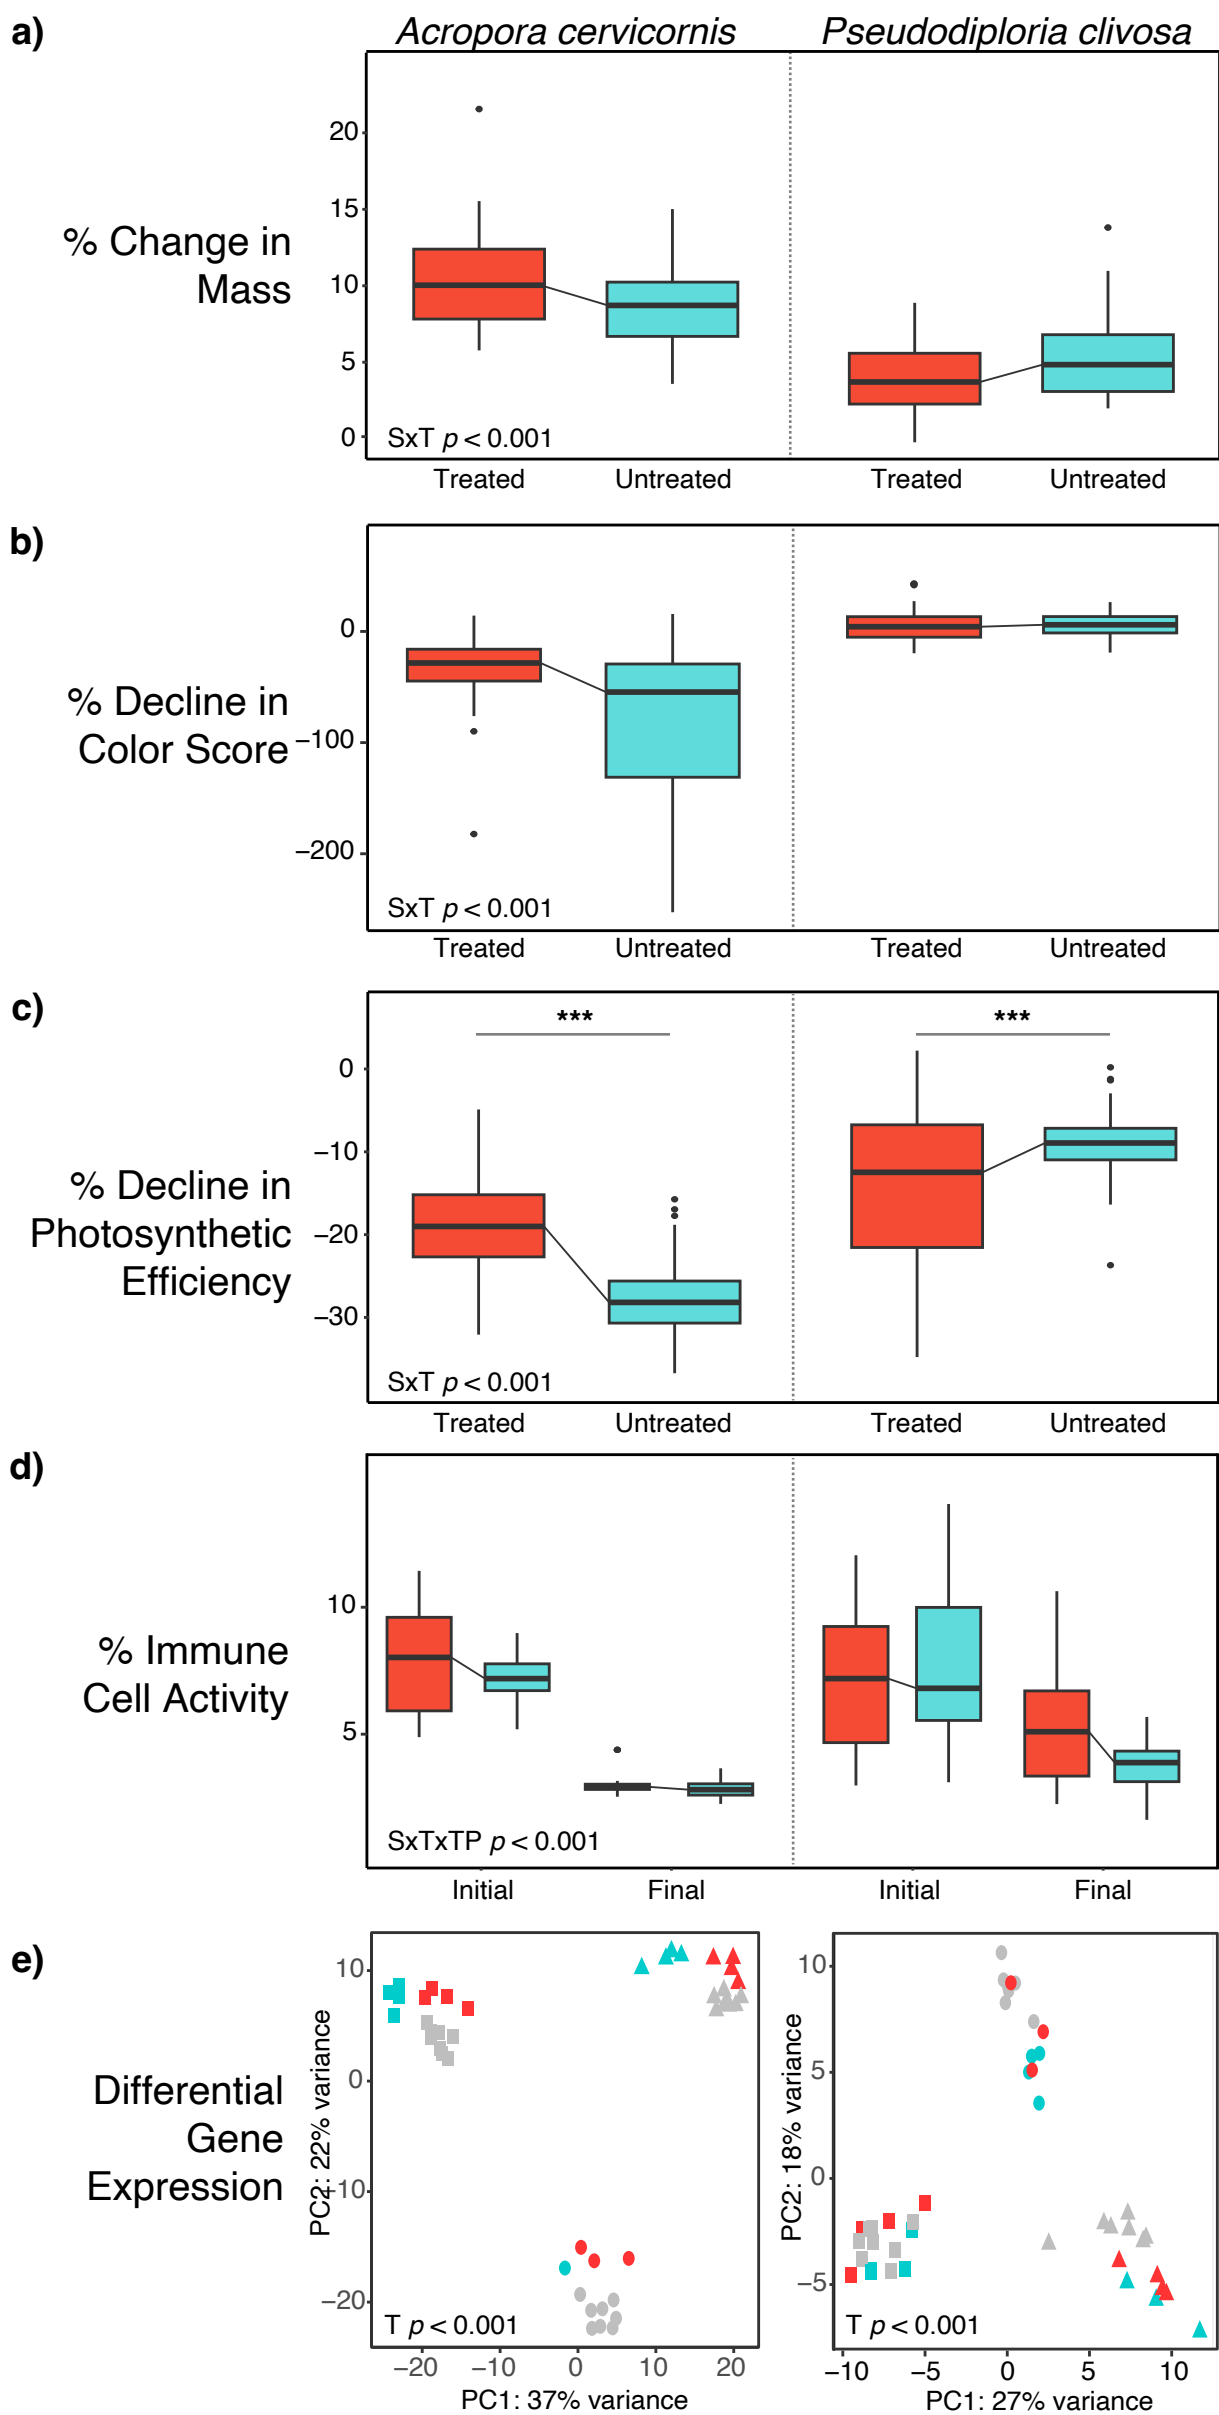 a)
Acropora cervicornis
Pseudodiploria clivosa
% Change in
Mass
20
15
10
5
0
SxT p < 0.001
Treated
Untreated
Treated
Untreated
b)
% Decline in
Color Score
0
−100
−200
SxT p < 0.001
Treated
Untreated
Treated
Untreated
c)
% Decline in
Photosynthetic
Efficiency
0
−10
−20
−30
***
***
SxT p < 0.001
Treated
Untreated
Treated
Untreated
d)
% Immune
Cell Activity
10
5
SxTxTP p < 0.001
Initial
Final
Initial
Final
e)
Differential
Gene
Expression
PC2: 22% variance
10
0
−10
−20
T p < 0.001
−20
−10
0
10
20
PC1: 37% variance
PC2: 18% variance
10
5
0
−5
T p < 0.001
−10
−5
0
5
10
PC1: 27% variance